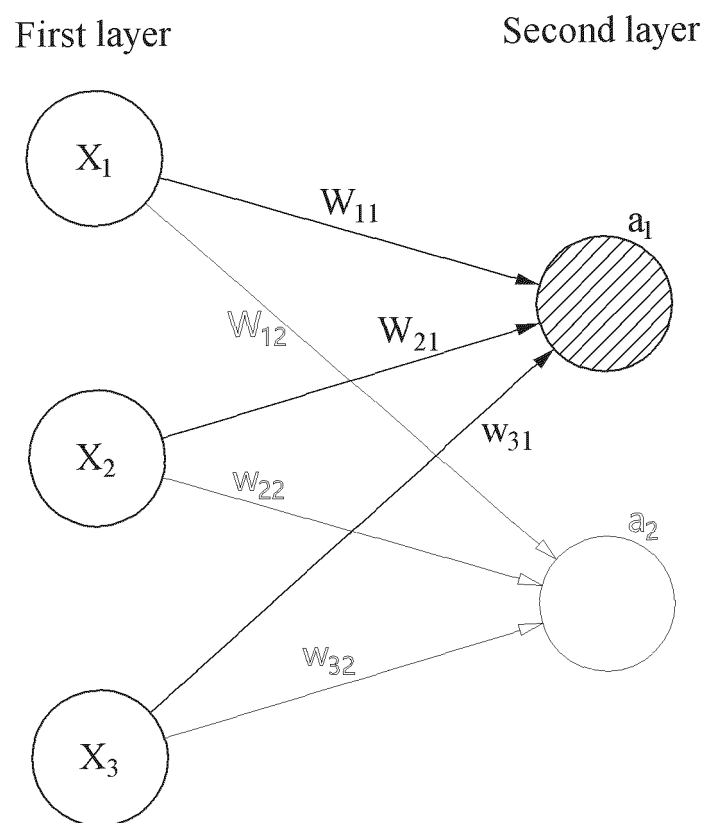 First layer
Second layer
X₁
W₁₁
a₁
W₁₂
W₂₁
w₃₁
X₂
w₂₂
a₂
w₃₂
X₃